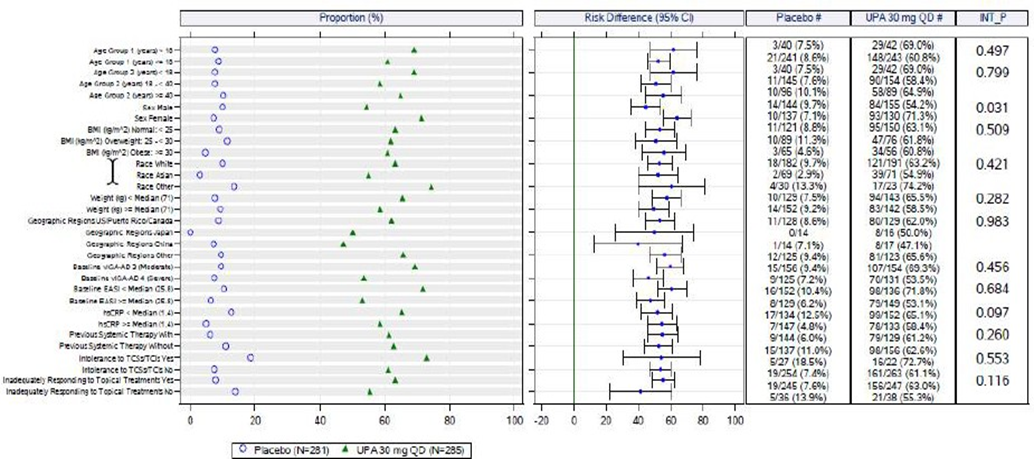 Proportion (%) Risk Difference (95% CI) Placebo # UPA 30 mg QD # INT_P
Age Group 1 (years) < 18 3/40 (7.5%) 29/42 (69.0%) 0.497
Age Group 1 (years) >= 18 21/241 (8.6%) 148/243 (60.8%)
Age Group 2 (years) < 18 3/40 (7.5%) 29/42 (69.0%) 0.799
Age Group 2 (years) 18 - < 40 11/145 (7.6%) 90/154 (58.4%)
Age Group 2 (years) >= 40 10/96 (10.1%) 58/89 (64.9%)
Sex Male 14/144 (9.7%) 84/155 (54.2%) 0.031
Sex Female 10/137 (7.1%) 93/130 (71.3%)
BMI (kg/m^2) Normal: < 25 11/121 (8.8%) 95/150 (63.1%) 0.509
BMI (kg/m^2) Overweight: 25 - < 30 10/89 (11.3%) 47/76 (61.8%)
BMI (kg/m^2) Obese: >= 30 3/65 (4.6%) 34/56 (60.8%)
Race White 18/182 (9.7%) 121/191 (63.2%) 0.421
Race Asian 2/69 (2.9%) 39/71 (54.9%)
Race Other 4/30 (13.3%) 17/23 (74.2%)
Weight (kg) < Median (71) 10/129 (7.5%) 94/143 (65.5%) 0.282
Weight (kg) >= Median (71) 14/152 (9.2%) 83/142 (58.5%)
Geographic Regions US/Puerto Rico/Canada 11/128 (8.6%) 80/129 (62.0%) 0.983
Geographic Regions Japan 0/14 8/16 (50.0%)
Geographic Regions China 1/14 (7.1%) 8/17 (47.1%)
Geographic Regions Other 12/125 (9.4%) 81/123 (65.6%)
Baseline vIGA-AD 3 (Moderate) 15/156 (9.4%) 107/154 (69.3%) 0.456
Baseline vIGA-AD 4 (Severe) 9/125 (7.2%) 70/131 (53.5%)
Baseline EASI < Median (25.8) 16/152 (10.4%) 98/136 (71.8%) 0.684
Baseline EASI >= Median (25.8) 8/129 (6.2%) 79/149 (53.1%)
hsCRP < Median (1.4) 17/134 (12.5%) 99/152 (65.1%) 0.097
hsCRP >= Median (1.4) 7/147 (4.8%) 78/133 (58.4%)
Previous Systemic Therapy With 9/144 (6.0%) 79/129 (61.2%) 0.260
Previous Systemic Therapy Without 15/137 (11.0%) 98/156 (62.6%)
Intolerance to TCSs/TCIs Yes 5/27 (18.5%) 16/22 (72.7%) 0.553
Intolerance to TCSs/TCIs No 19/254 (7.4%) 161/263 (61.1%)
Inadequately Responding to Topical Treatments Yes 19/245 (7.6%) 156/247 (63.0%) 0.116
Inadequately Responding to Topical Treatments No 5/36 (13.9%) 21/38 (55.3%)
0 20 40 60 80 100 -20 0 20 40 60 80 100
Placebo (N=281) UPA 30 mg QD (N=285)